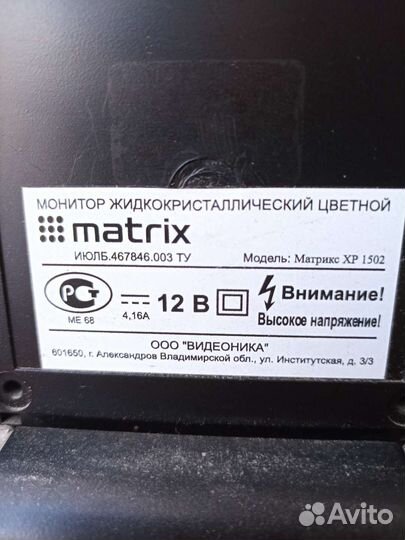 МОНИТОР ЖИДКОКРИСТАЛЛИЧЕСКИЙ ЦВЕТНОЙ
matrix
ИЮЛБ.467846.003 ТУ
Модель: Матрикс XP 1502
РСТ
МЕ 68
4,16А
12 В
Внимание!
Высокое напряжение!
ООО "ВИДЕОНИКА"
601650, г. Александров Владимирской обл., ул. Институтская, д. 3/3
Avito